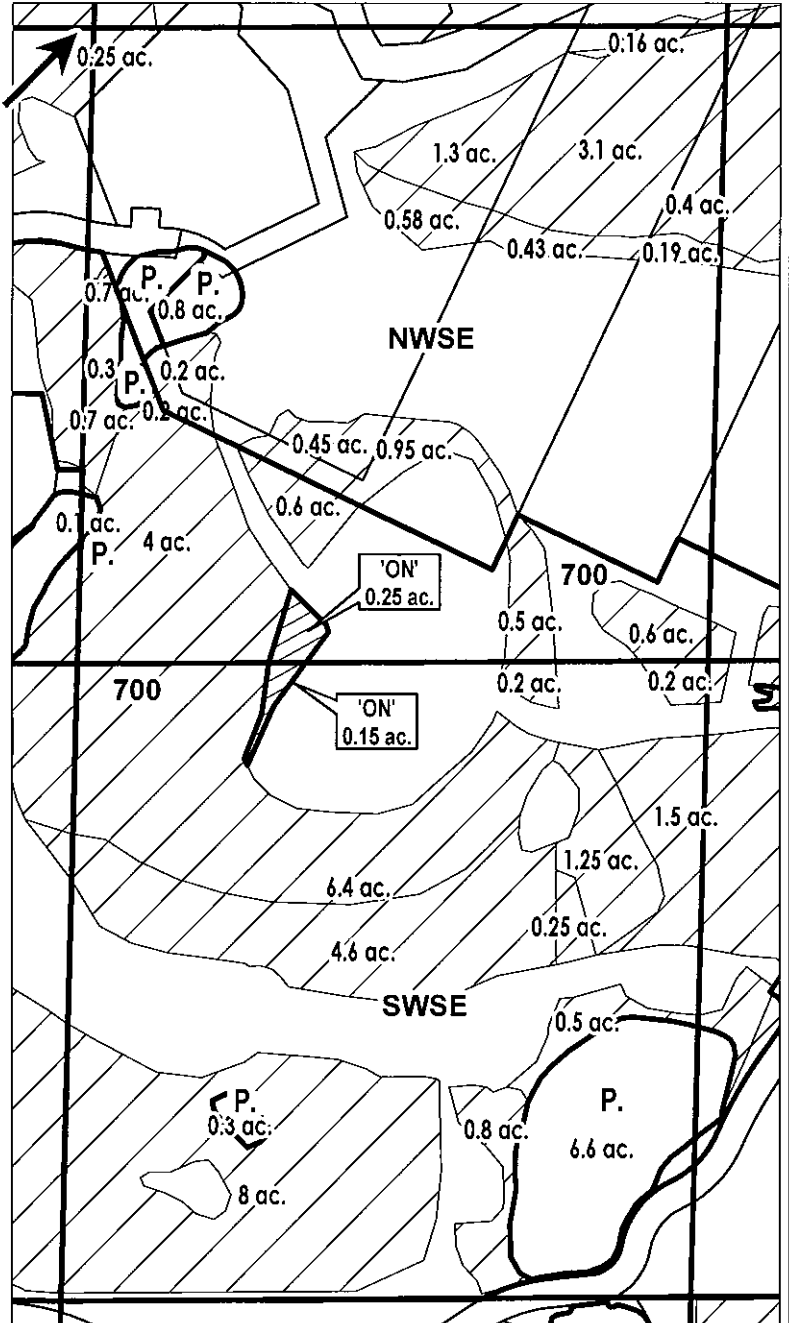 0.16 ac.
0.25 ac.
1.3 ac.
3.1 ac.
0.4 ac.
0.58 ac.
0.43 ac.
0.19 ac.
P.
P.
0.7 ac.
0.8 ac.
NWSE
0.3
0.2 ac.
P.
0.7 ac.
0.2 ac.
0.45 ac.
0.95 ac.
0.6 ac.
0.1 ac.
4 ac.
P.
'ON'
0.25 ac.
700
0.5 ac.
0.6 ac.
0.2 ac.
0.2 ac.
700
'ON'
0.15 ac.
1.5 ac.
1.25 ac.
6.4 ac.
0.25 ac.
4.6 ac.
SWSE
0.5 ac.
P.
0.3 ac.
P.
0.8 ac.
6.6 ac.
8 ac.